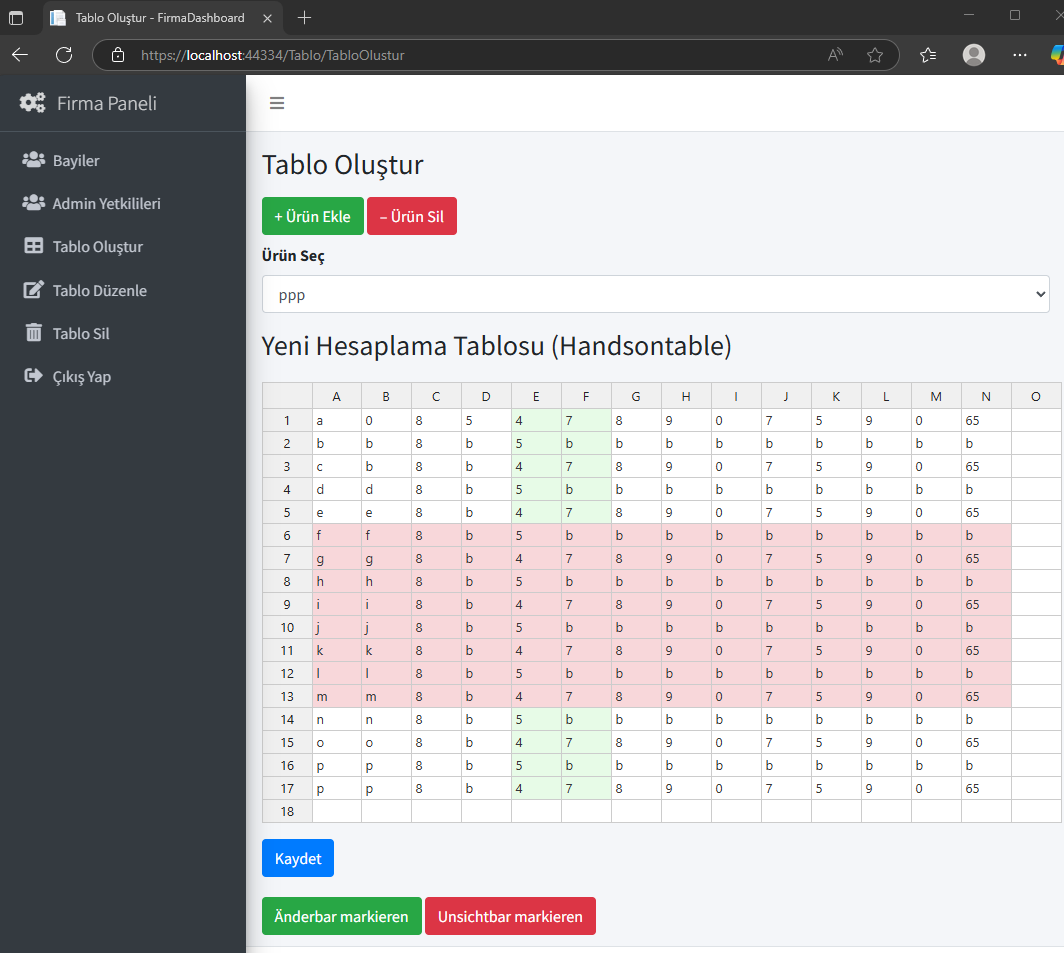 Tablo Oluştur - FirmaDashboard
https://localhost:44334/Tablo/TabloOlustur
Firma Paneli
Bayiler
Admin Yetkilileri
Tablo Oluştur
Tablo Düzenle
Tablo Sil
Çıkış Yap
Tablo Oluştur
+ Ürün Ekle – Ürün Sil
Ürün Seç
ppp
Yeni Hesaplama Tablosu (Handsontable)
A B C D E F G H I J K L M N O
1 a 0 8 5 4 7 8 9 0 7 5 9 0 65
2 b b 8 b 5 b b b b b b b b b
3 c b 8 b 4 7 8 9 0 7 5 9 0 65
4 d d 8 b 5 b b b b b b b b b
5 e e 8 b 4 7 8 9 0 7 5 9 0 65
6 f f 8 b 5 b b b b b b b b b
7 g g 8 b 4 7 8 9 0 7 5 9 0 65
8 h h 8 b 5 b b b b b b b b b
9 i i 8 b 4 7 8 9 0 7 5 9 0 65
10 j j 8 b 5 b b b b b b b b b
11 k k 8 b 4 7 8 9 0 7 5 9 0 65
12 l l 8 b 5 b b b b b b b b b
13 m m 8 b 4 7 8 9 0 7 5 9 0 65
14 n n 8 b 5 b b b b b b b b b
15 o o 8 b 4 7 8 9 0 7 5 9 0 65
16 p p 8 b 5 b b b b b b b b b
17 p p 8 b 4 7 8 9 0 7 5 9 0 65
18
Kaydet
Änderbar markieren Unsichtbar markieren